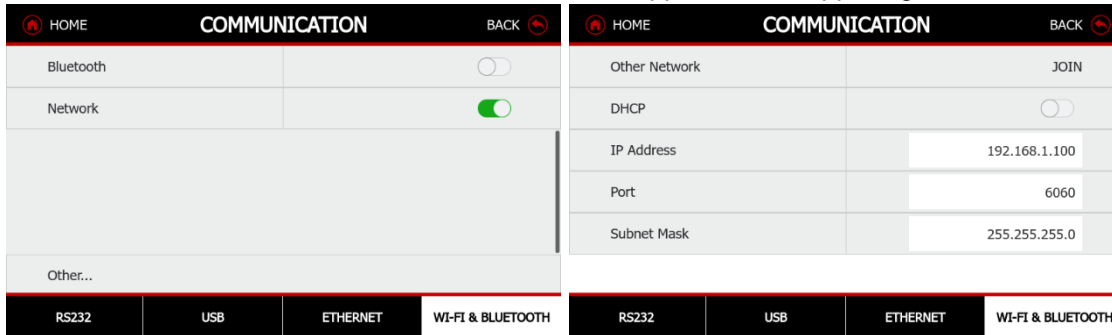 HOME COMMUNICATION BACK
Bluetooth
Network
Other...
RS232 USB ETHERNET WI-FI & BLUETOOTH
HOME COMMUNICATION BACK
Other Network JOIN
DHCP
IP Address 192.168.1.100
Port 6060
Subnet Mask 255.255.255.0
RS232 USB ETHERNET WI-FI & BLUETOOTH